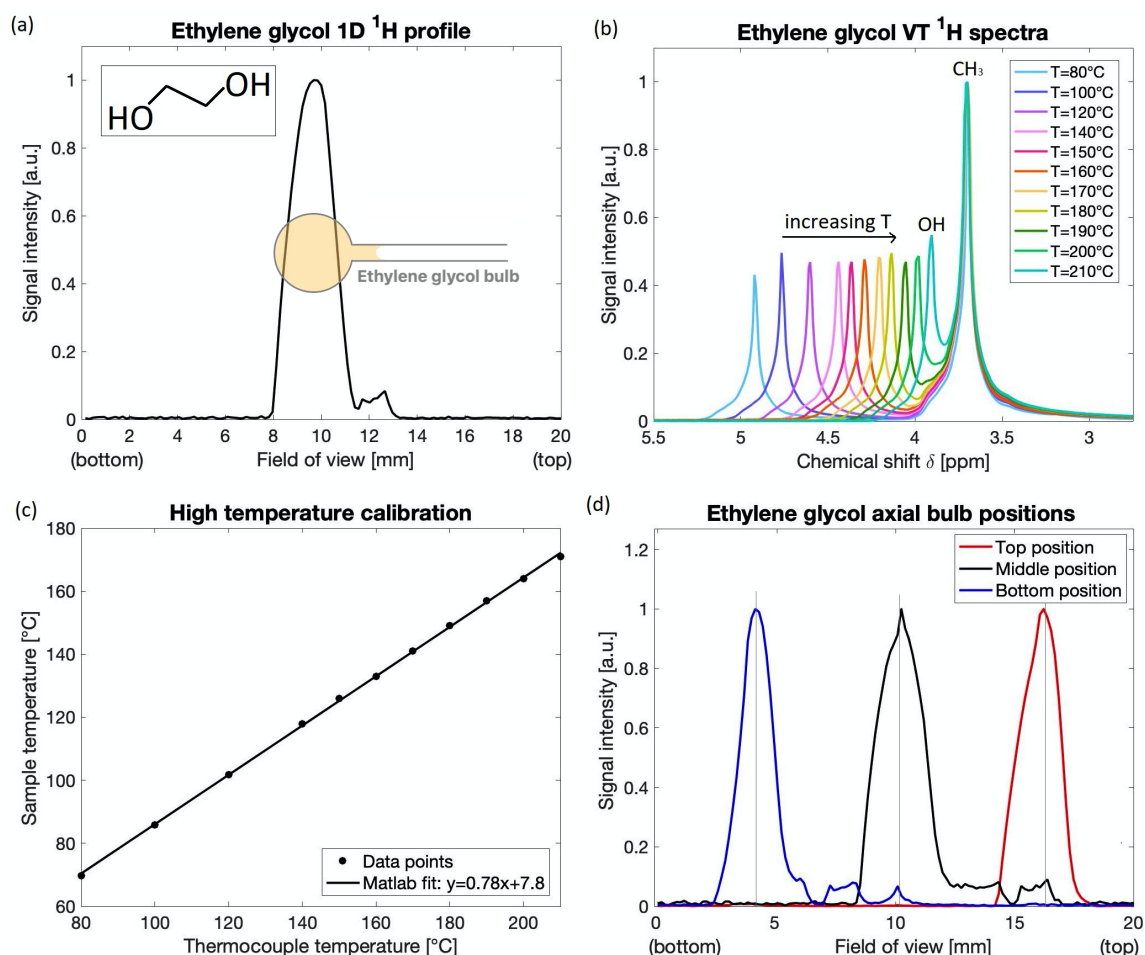 (a)
Ethylene glycol 1D ¹H profile
HO
OH
Ethylene glycol bulb
Signal intensity [a.u.]
1
0.8
0.6
0.4
0.2
0
0 2 4 6 8 10 12 14 16 18 20
(bottom) Field of view [mm] (top)
(b)
Ethylene glycol VT ¹H spectra
CH₃
OH
increasing T
T=80°C
T=100°C
T=120°C
T=140°C
T=150°C
T=160°C
T=170°C
T=180°C
T=190°C
T=200°C
T=210°C
Signal intensity [a.u.]
1
0.8
0.6
0.4
0.2
0
5.5 5 4.5 4 3.5 3
Chemical shift δ [ppm]
(c)
High temperature calibration
Sample temperature [°C]
180
160
140
120
100
80
60
Data points
Matlab fit: y=0.78x+7.8
80 100 120 140 160 180 200
Thermocouple temperature [°C]
(d)
Ethylene glycol axial bulb positions
Top position
Middle position
Bottom position
Signal intensity [a.u.]
1.2
1
0.8
0.6
0.4
0.2
0
0 5 10 15 20
(bottom) Field of view [mm] (top)